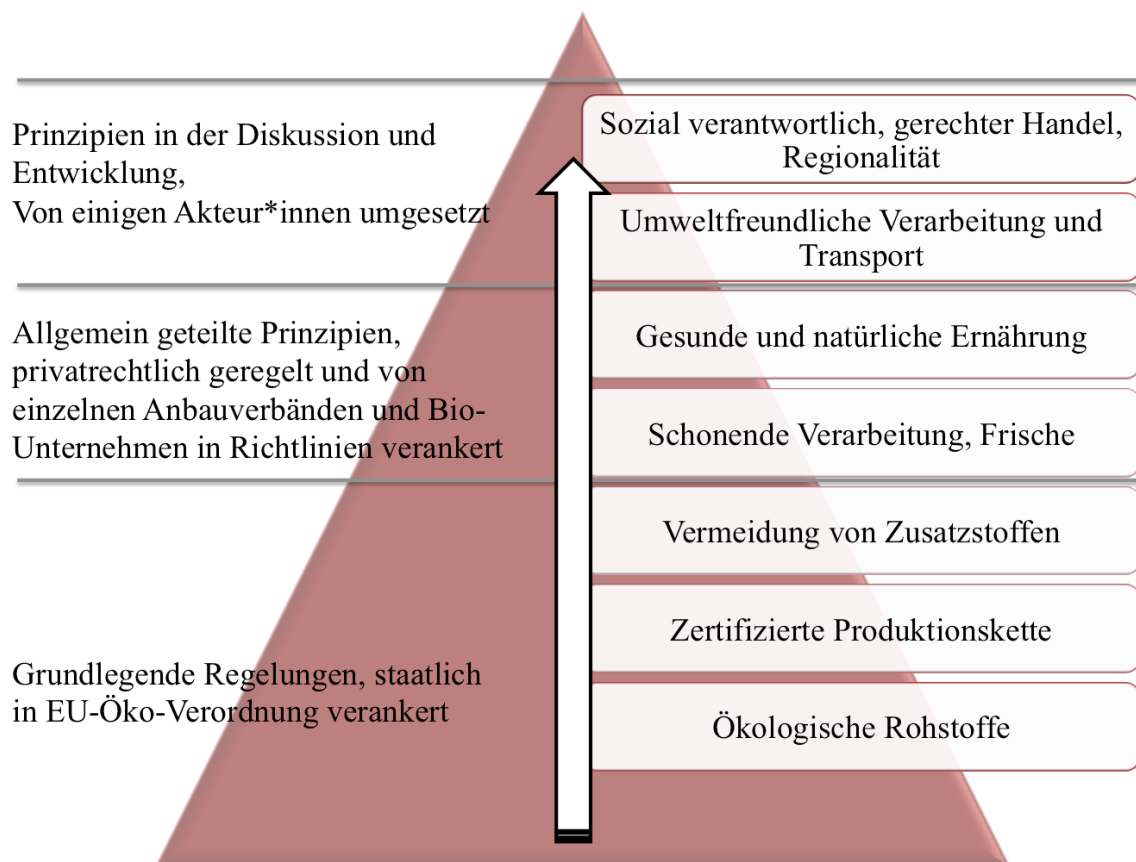 Prinzipien in der Diskussion und
Entwicklung,
Von einigen Akteur*innen umgesetzt
Sozial verantwortlich, gerechter Handel,
Regionalität
Umweltfreundliche Verarbeitung und
Transport
Allgemein geteilte Prinzipien,
privatrechtlich geregelt und von
einzelnen Anbauverbänden und Bio-
Unternehmen in Richtlinien verankert
Gesunde und natürliche Ernährung
Schonende Verarbeitung, Frische
Grundlegende Regelungen, staatlich
in EU-Öko-Verordnung verankert
Vermeidung von Zusatzstoffen
Zertifizierte Produktionskette
Ökologische Rohstoffe